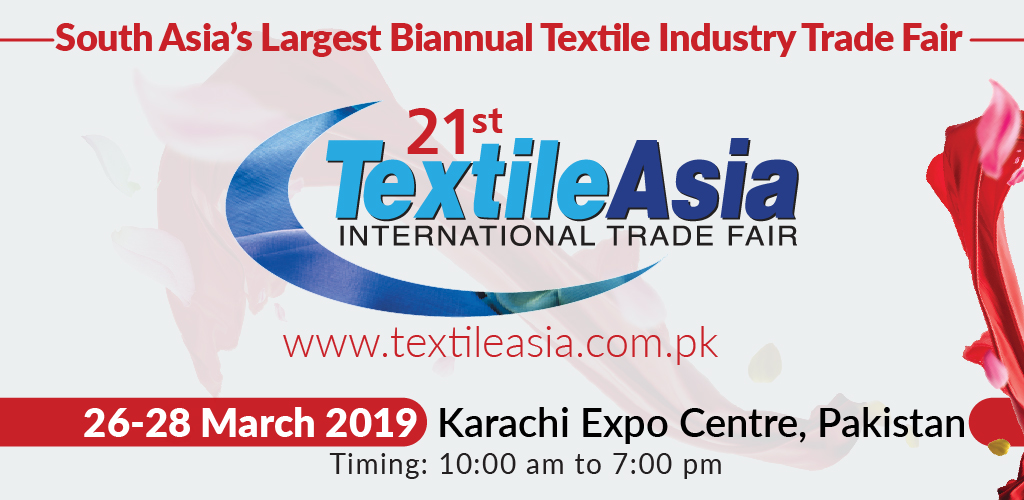 South Asia's Largest Biannual Textile Industry Trade Fair
21st
TextileAsia
INTERNATIONAL TRADE FAIR
www.textileasia.com.pk
26-28 March 2019 Karachi Expo Centre, Pakistan
Timing: 10:00 am to 7:00 pm